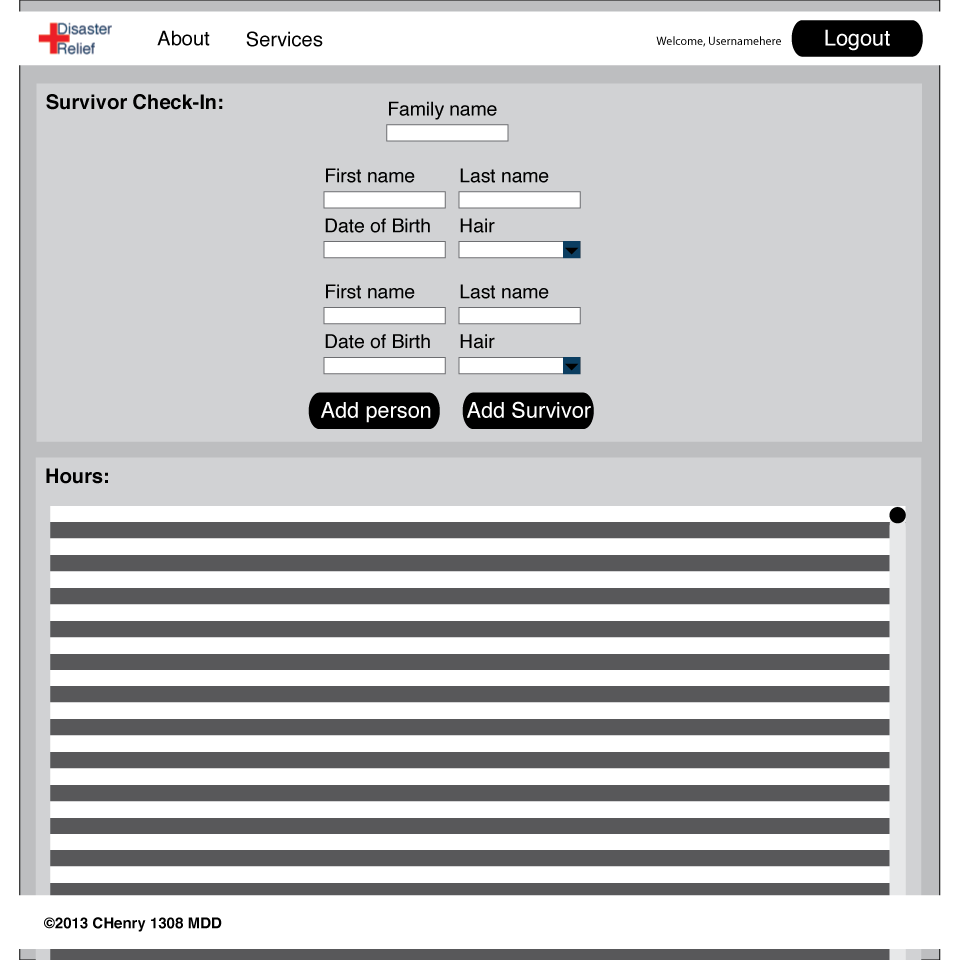 Disaster
Relief
About
Services
Welcome, Usernamehere
Logout
Survivor Check-In:
Family name
First name
Last name
Date of Birth
Hair
First name
Last name
Date of Birth
Hair
Add person
Add Survivor
Hours:
©2013 CHenry 1308 MDD